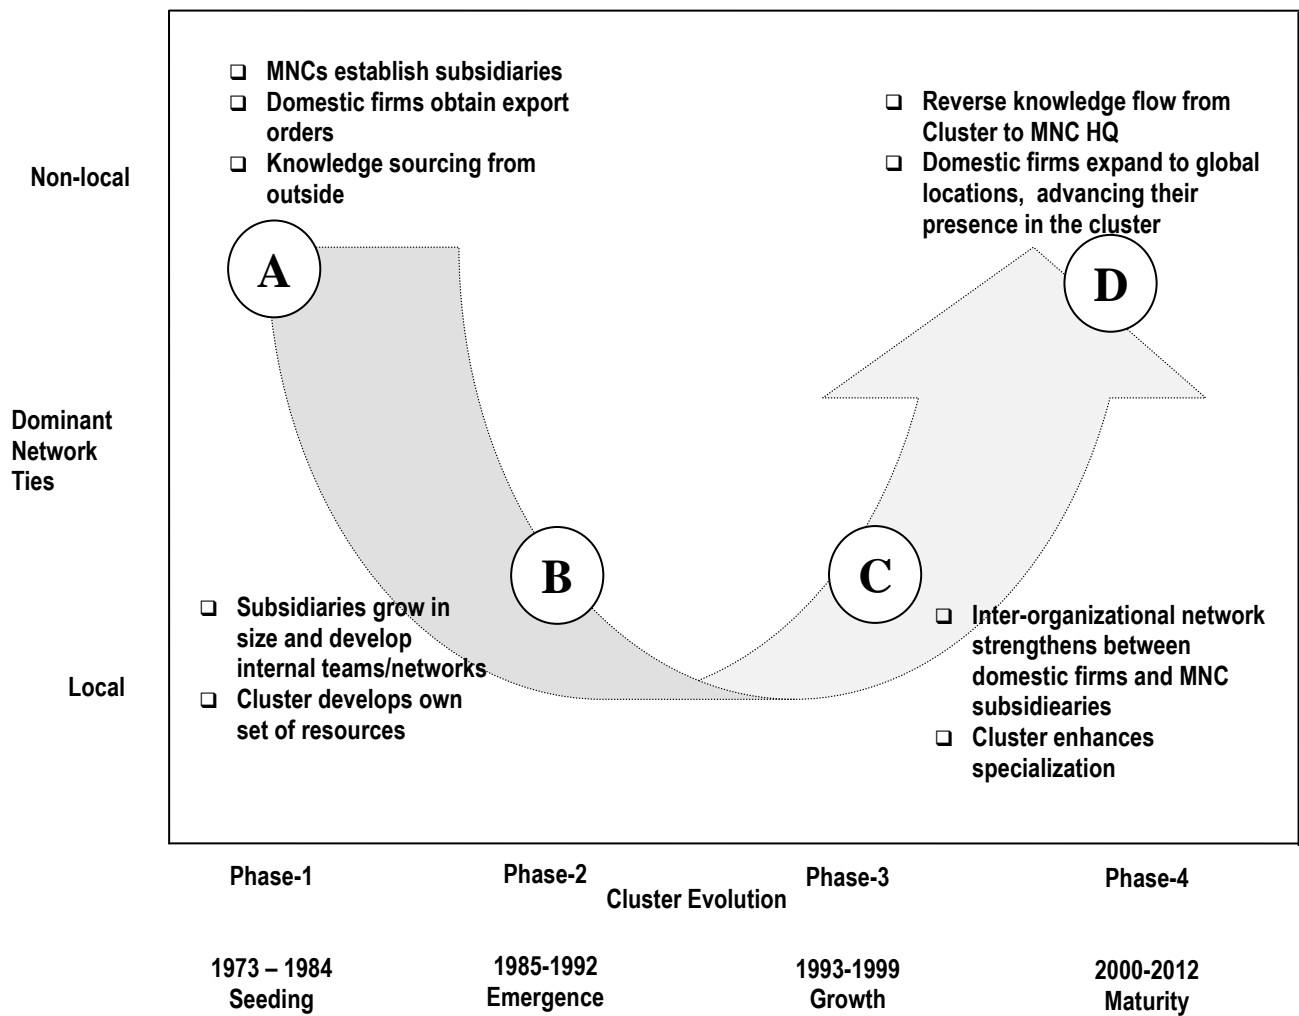 ❑ MNCs establish subsidiaries
❑ Domestic firms obtain export
orders
❑ Knowledge sourcing from
outside
❑ Reverse knowledge flow from
Cluster to MNC HQ
❑ Domestic firms expand to global
locations, advancing their
presence in the cluster
Non-local
A
D
Dominant
Network
Ties
B
C
❑ Subsidiaries grow in
size and develop
internal teams/networks
❑ Cluster develops own
set of resources
Local
❑ Inter-organizational network
strengthens between
domestic firms and MNC
subsidiearies
❑ Cluster enhances
specialization
Phase-1
Phase-2
Phase-3
Phase-4
Cluster Evolution
1973 – 1984
Seeding
1985-1992
Emergence
1993-1999
Growth
2000-2012
Maturity